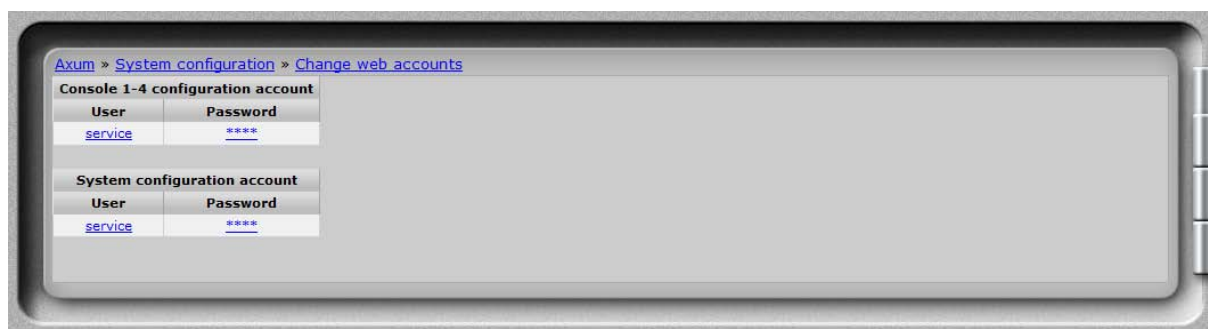 Axum » System configuration » Change web accounts
Console 1-4 configuration account
User Password
service ****
System configuration account
User Password
service ****